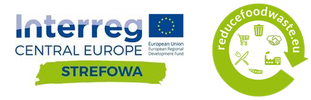 Interreg
CENTRAL EUROPE
European Union
European Regional
Development Fund
STREFOWA
reducefoodwaste.eu